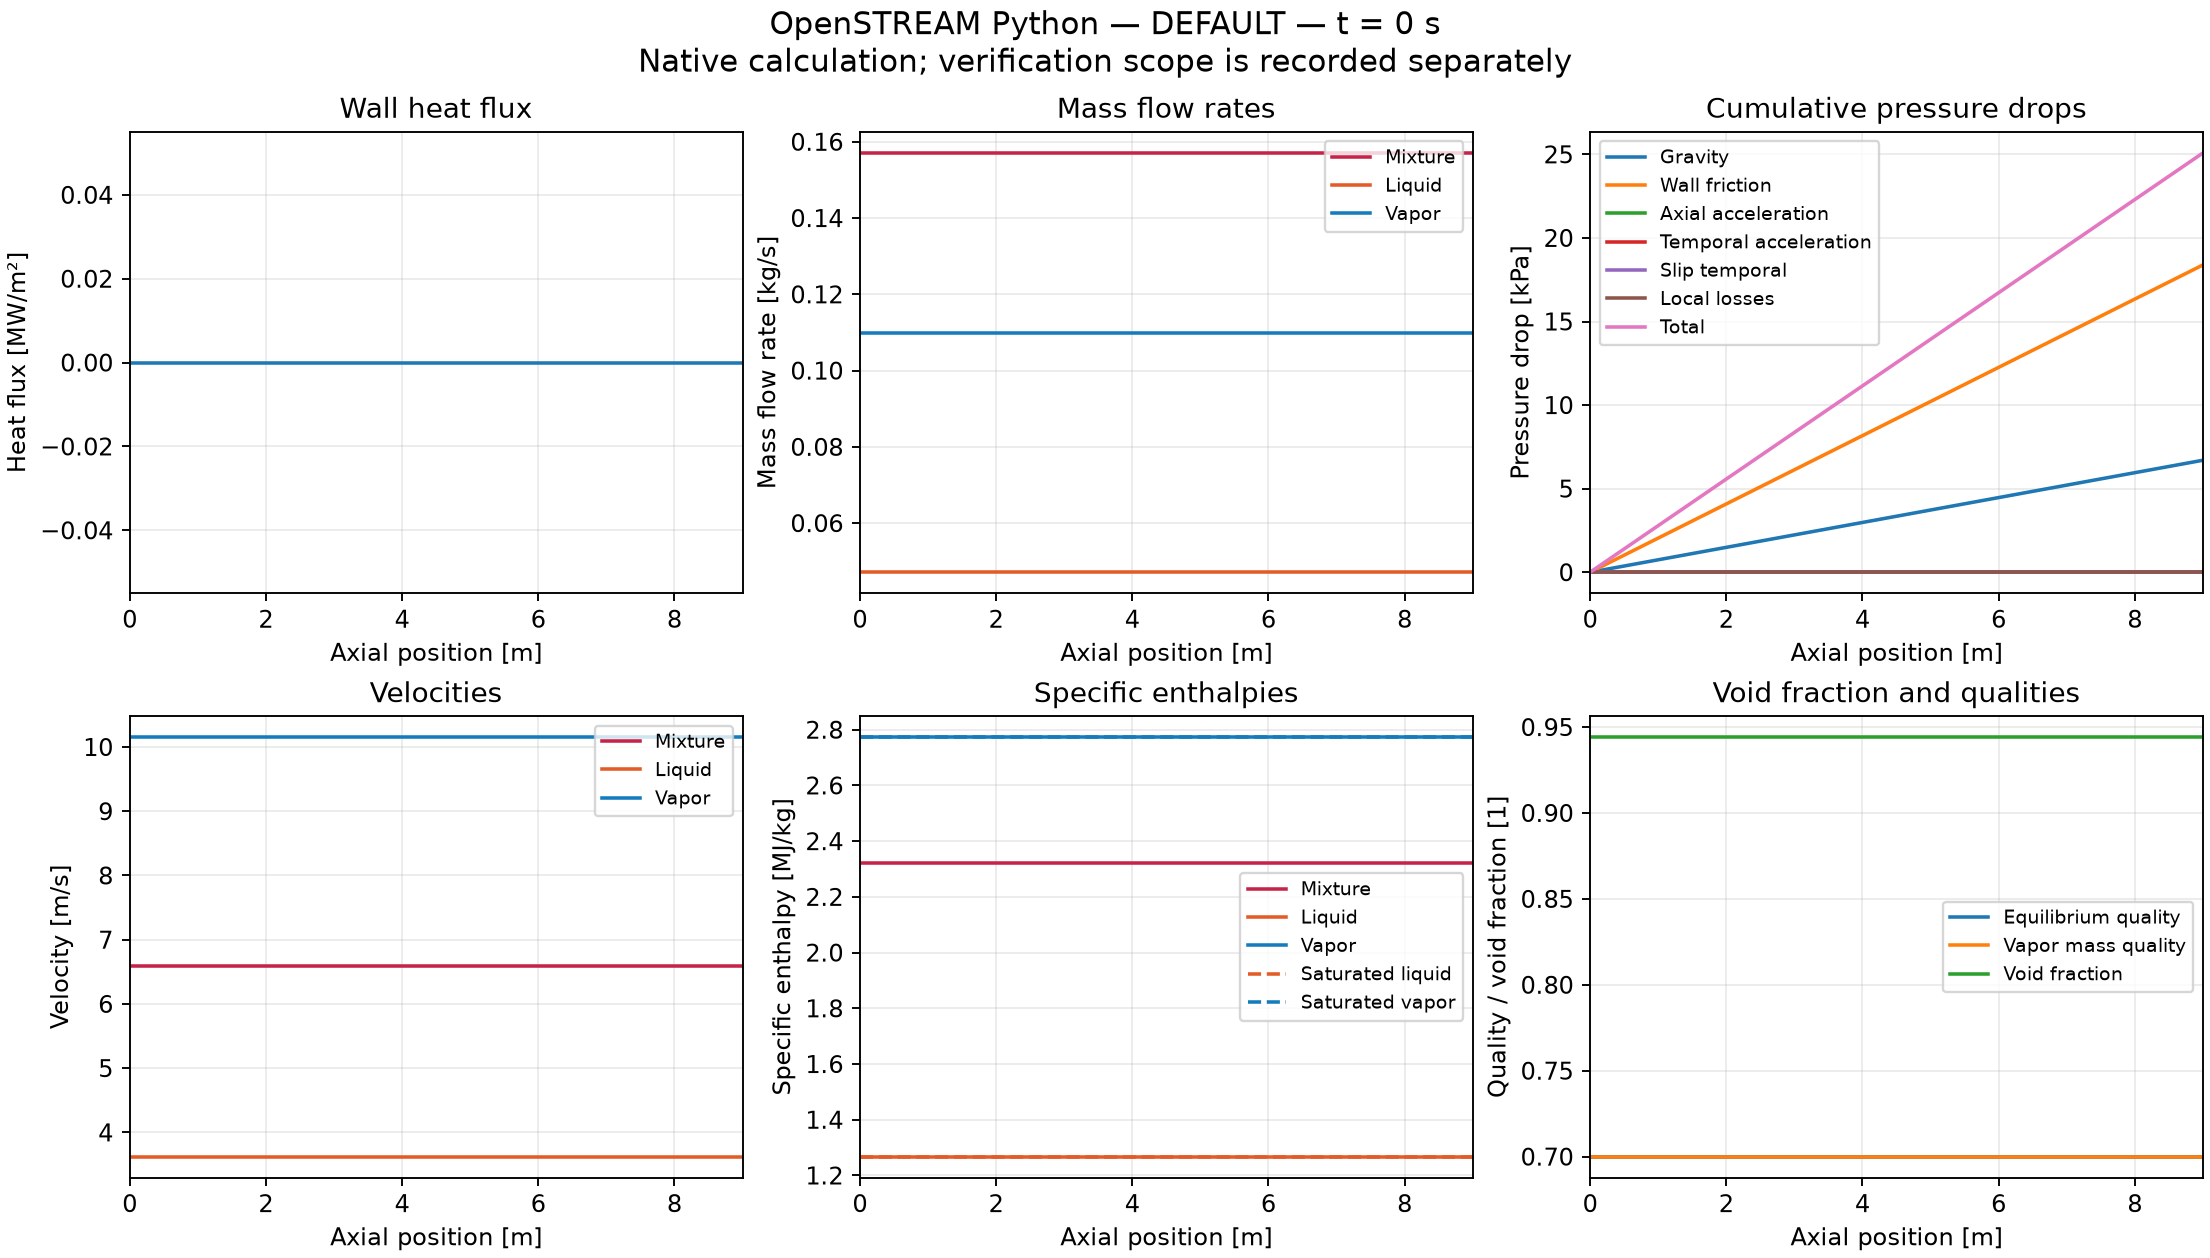 OpenSTREAM Python — DEFAULT — t = 0 s
Native calculation; verification scope is recorded separately
Wall heat flux
Heat flux [MW/m²]
0.04
0.02
0.00
−0.02
−0.04
0 2 4 6 8
Axial position [m]
Mass flow rates
Mass flow rate [kg/s]
0.16
0.14
0.12
0.10
0.08
0.06
Mixture
Liquid
Vapor
0 2 4 6 8
Axial position [m]
Cumulative pressure drops
Pressure drop [kPa]
25
20
15
10
5
0
Gravity
Wall friction
Axial acceleration
Temporal acceleration
Slip temporal
Local losses
Total
0 2 4 6 8
Axial position [m]
Velocities
Velocity [m/s]
10
9
8
7
6
5
4
Mixture
Liquid
Vapor
0 2 4 6 8
Axial position [m]
Specific enthalpies
Specific enthalpy [MJ/kg]
2.8
2.6
2.4
2.2
2.0
1.8
1.6
1.4
1.2
Mixture
Liquid
Vapor
Saturated liquid
Saturated vapor
0 2 4 6 8
Axial position [m]
Void fraction and qualities
Quality / void fraction [1]
0.95
0.90
0.85
0.80
0.75
0.70
Equilibrium quality
Vapor mass quality
Void fraction
0 2 4 6 8
Axial position [m]